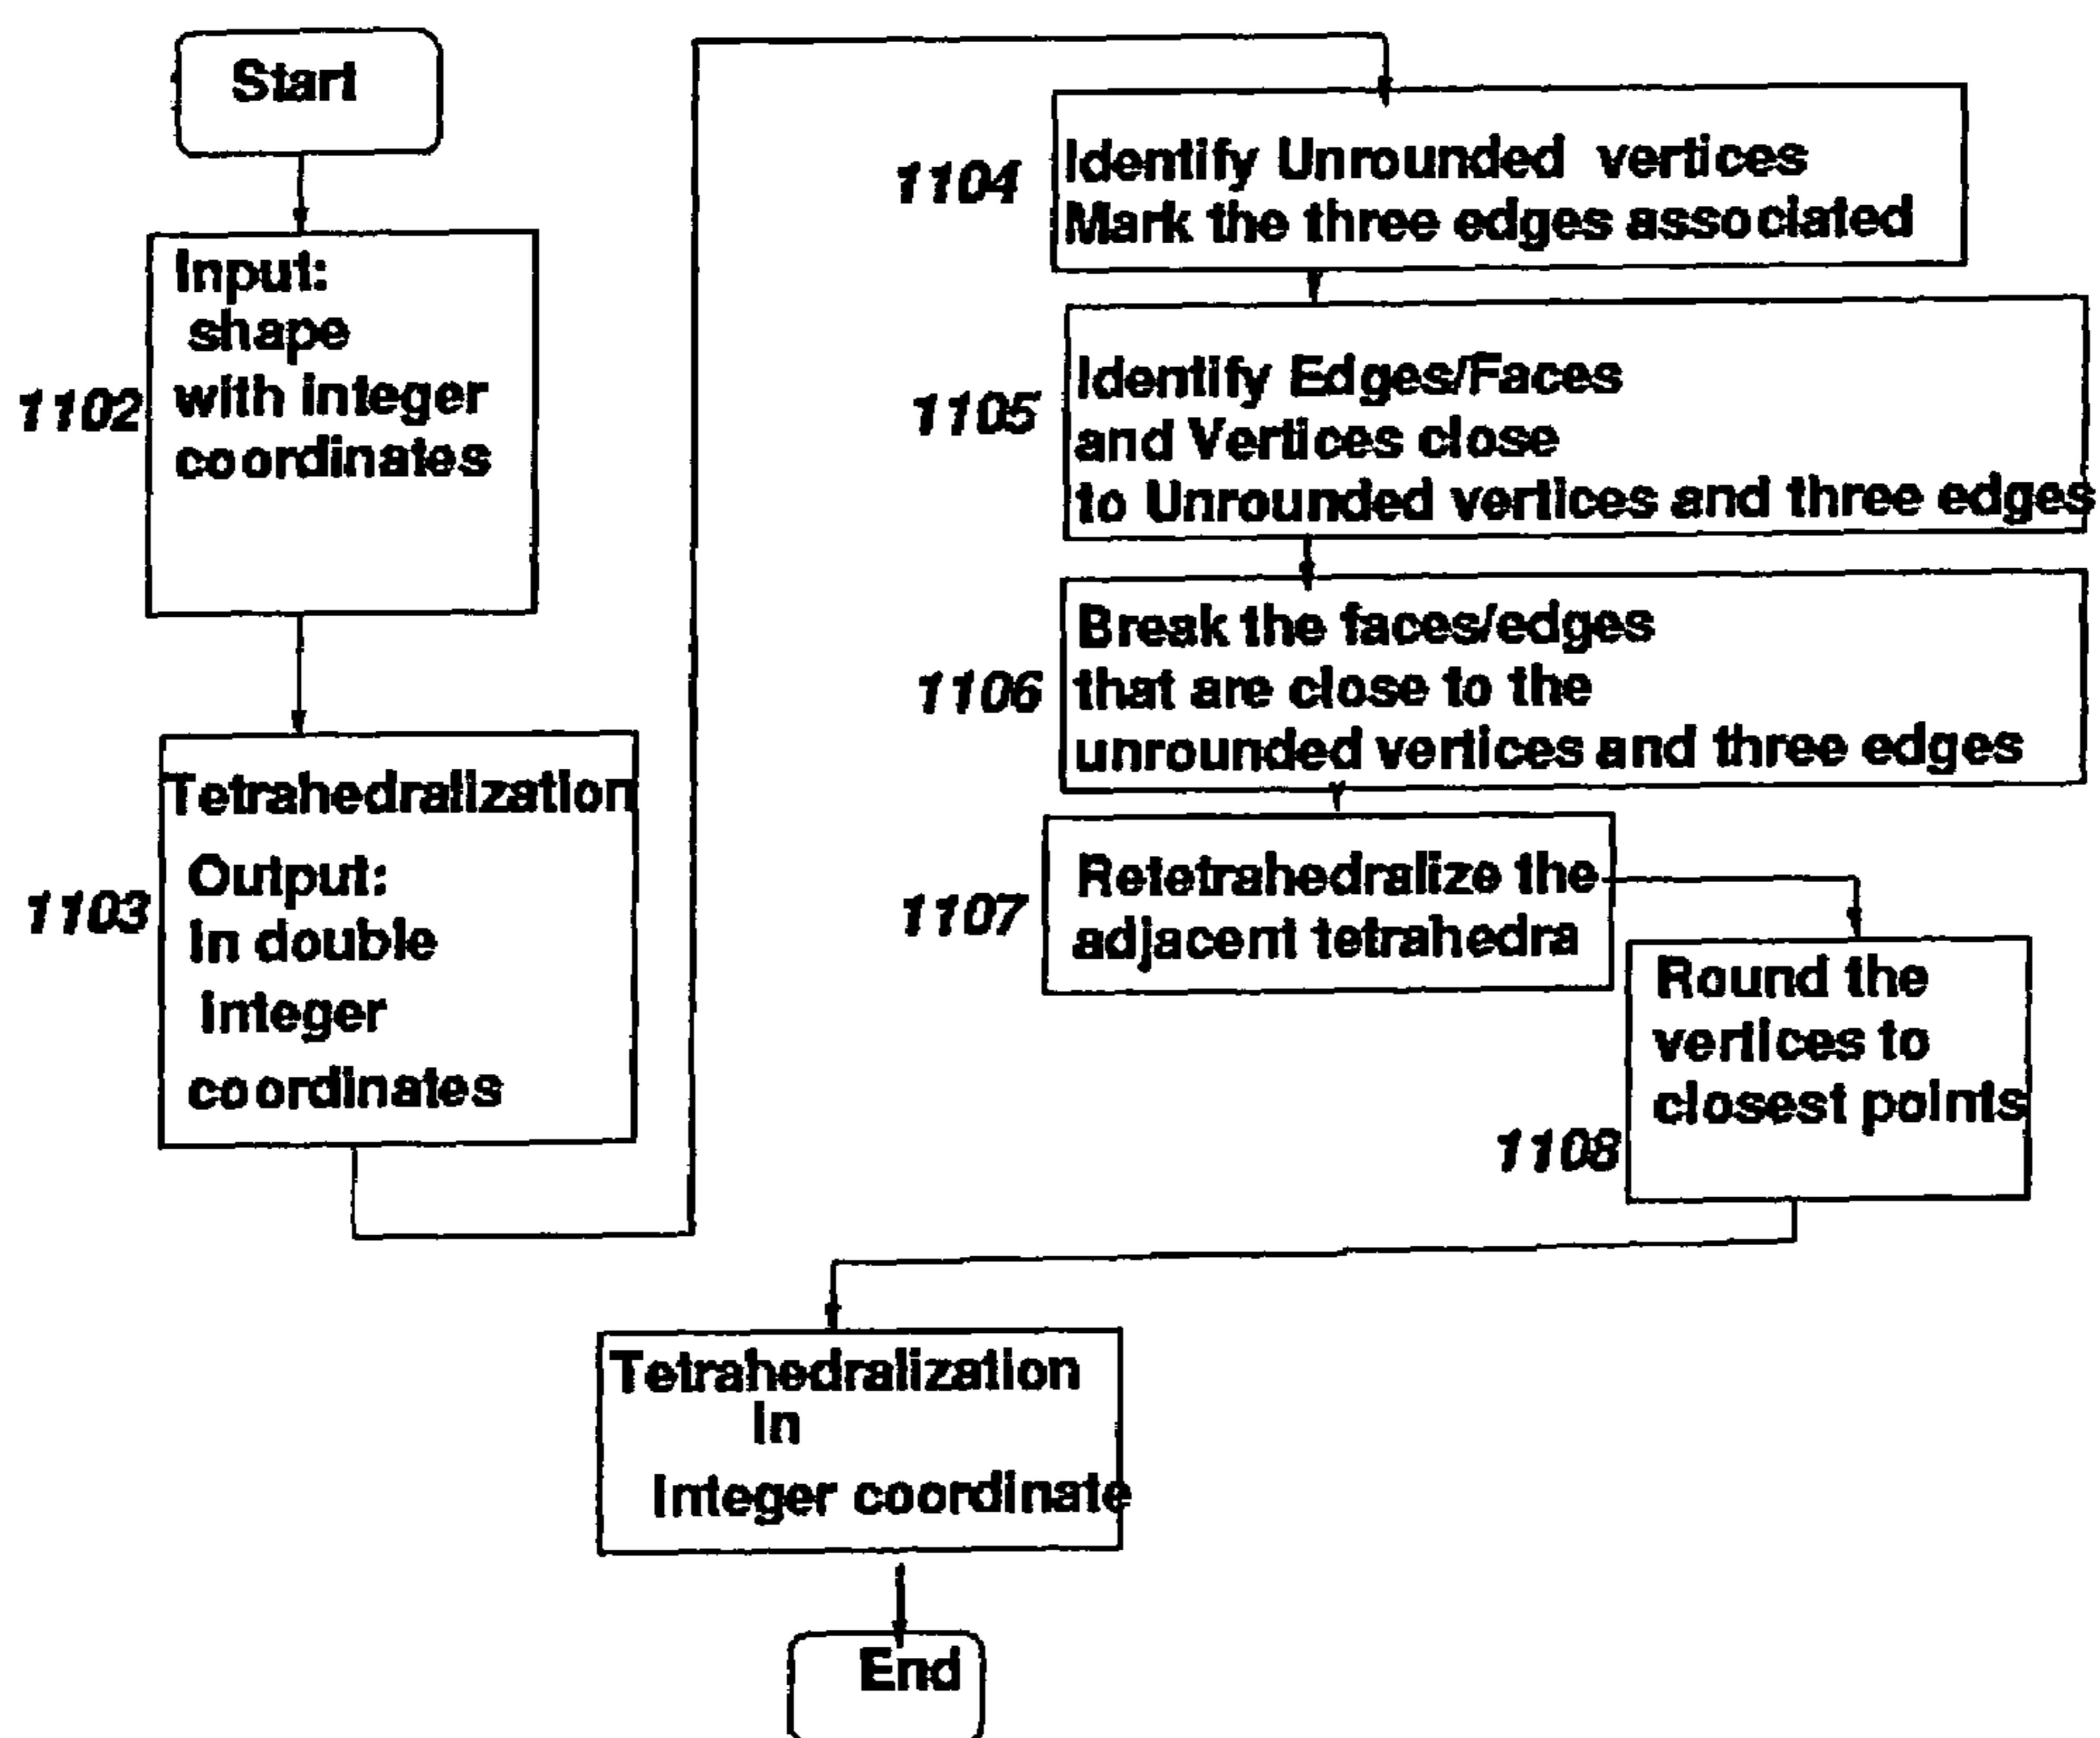 Start
1102
Input:
shape
with integer
coordinates
1103
Tetrahedralization
Output:
In double
integer
coordinates
1104
Identify Unrounded vertices
Mark the three edges associated
1105
Identify Edges/Faces
and Vertices close
to Unrounded vertices and three edges
1106
Break the faces/edges
that are close to the
unrounded vertices and three edges
1107
Retetrahedralize the
adjacent tetrahedra
1108
Round the
vertices to
closest points
Tetrahedralization
In
Integer coordinate
End